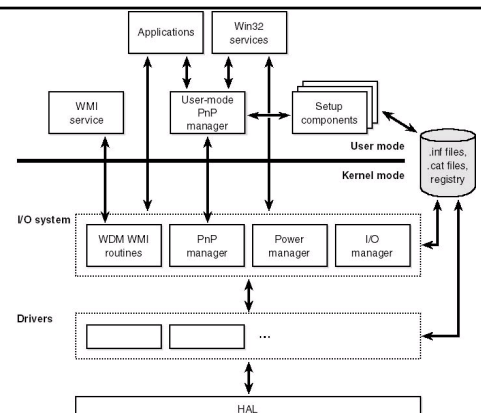 Applications
Win32
services
WMI
service
User-mode
PnP
manager
Setup
components
User mode
Kernel mode
.inf files,
.cat files,
registry
I/O system
WDM WMI
routines
PnP
manager
Power
manager
I/O
manager
Drivers
...
HAL